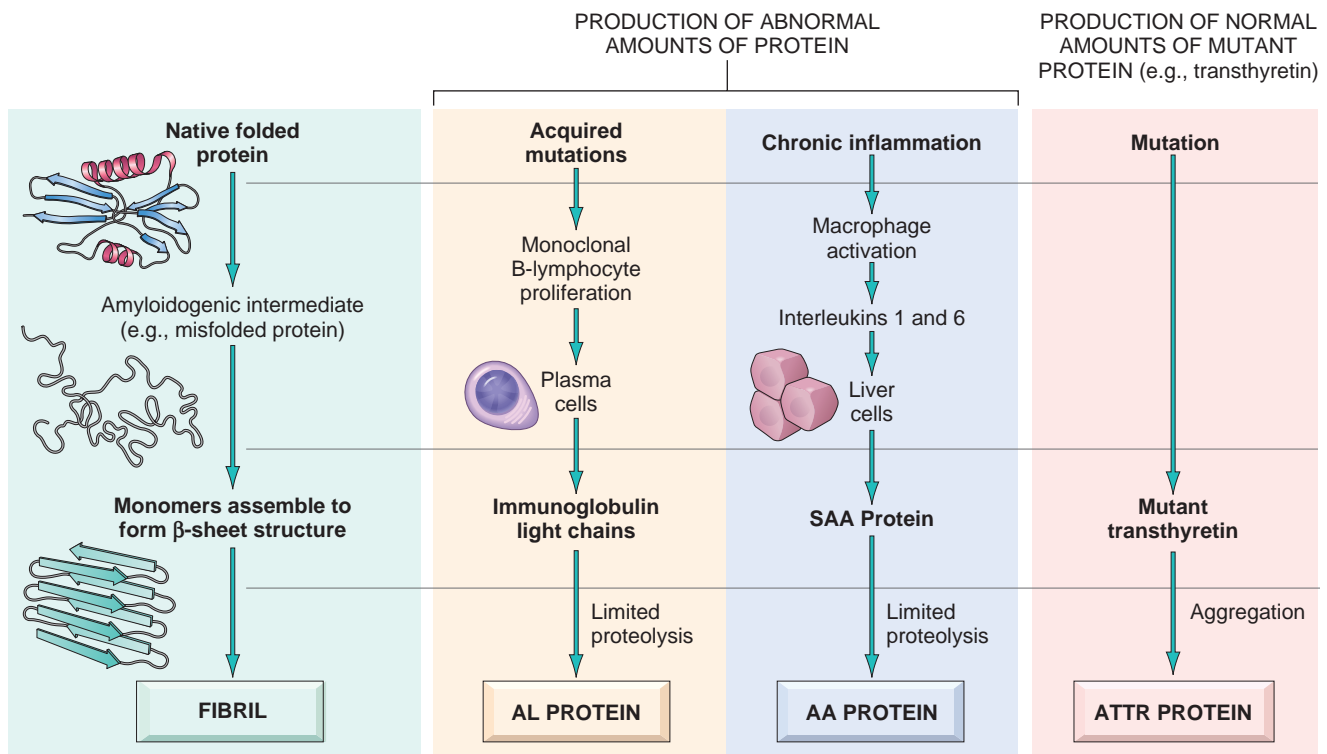 PRODUCTION OF ABNORMAL
AMOUNTS OF PROTEIN
PRODUCTION OF NORMAL
AMOUNTS OF MUTANT
PROTEIN (e.g., transthyretin)
Native folded
protein
Amyloidogenic intermediate
(e.g., misfolded protein)
Monomers assemble to
form β-sheet structure
FIBRIL
Acquired
mutations
Monoclonal
B-lymphocyte
proliferation
Plasma
cells
Immunoglobulin
light chains
Limited
proteolysis
AL PROTEIN
Chronic inflammation
Macrophage
activation
Interleukins 1 and 6
Liver
cells
SAA Protein
Limited
proteolysis
AA PROTEIN
Mutation
Mutant
transthyretin
Aggregation
ATTR PROTEIN